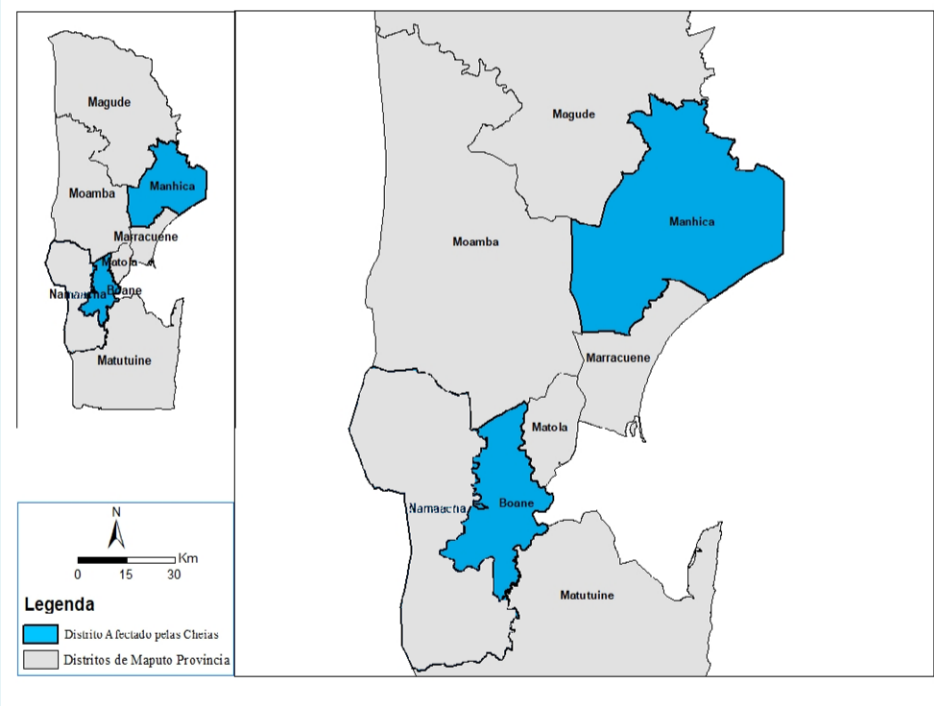 Magude
Manhica
Moamba
Marracuene
Matola
Namaacha
Boane
Matutuine
Magude
Manhica
Moamba
Marracuene
Matola
Namaacha
Boane
Matutuine
N
Km
0 15 30
Legenda
Distrito Afectado pelas Cheias
Distritos de Maputo Provincia